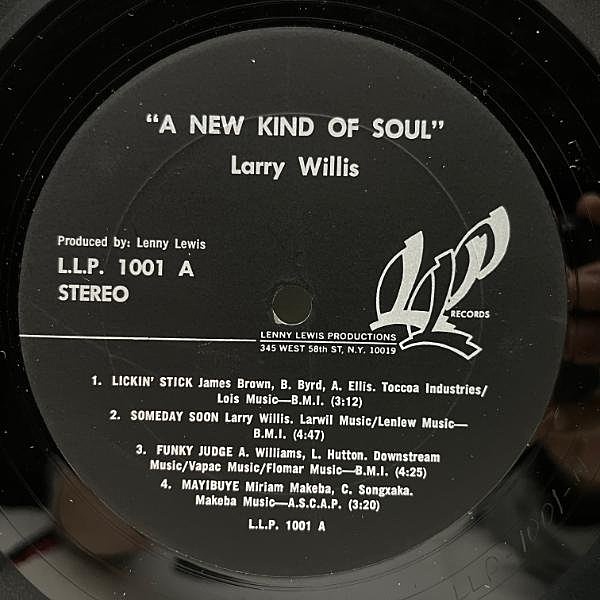 "A NEW KIND OF SOUL"
Larry Willis
Produced by: Lenny Lewis
L.L.P. 1001 A
STEREO
LLP
RECORDS
LENNY LEWIS PRODUCTIONS
345 WEST 58th ST, N.Y. 10019
1. LICKIN' STICK James Brown, B. Byrd, A. Ellis. Toccoa Industries/
Lois Music—B.M.I. (3:12)
2. SOMEDAY SOON Larry Willis. Larwil Music/Lenlew Music—
B.M.I. (4:47)
3. FUNKY JUDGE A. Williams, L. Hutton. Downstream
Music/Vapac Music/Flomar Music—B.M.I. (4:25)
4. MAYIBUYE Miriam Makeba, C. Songxaka.
Makeba Music—A.S.C.A.P. (3:20)
L.L.P. 1001 A
LLP-1001-A